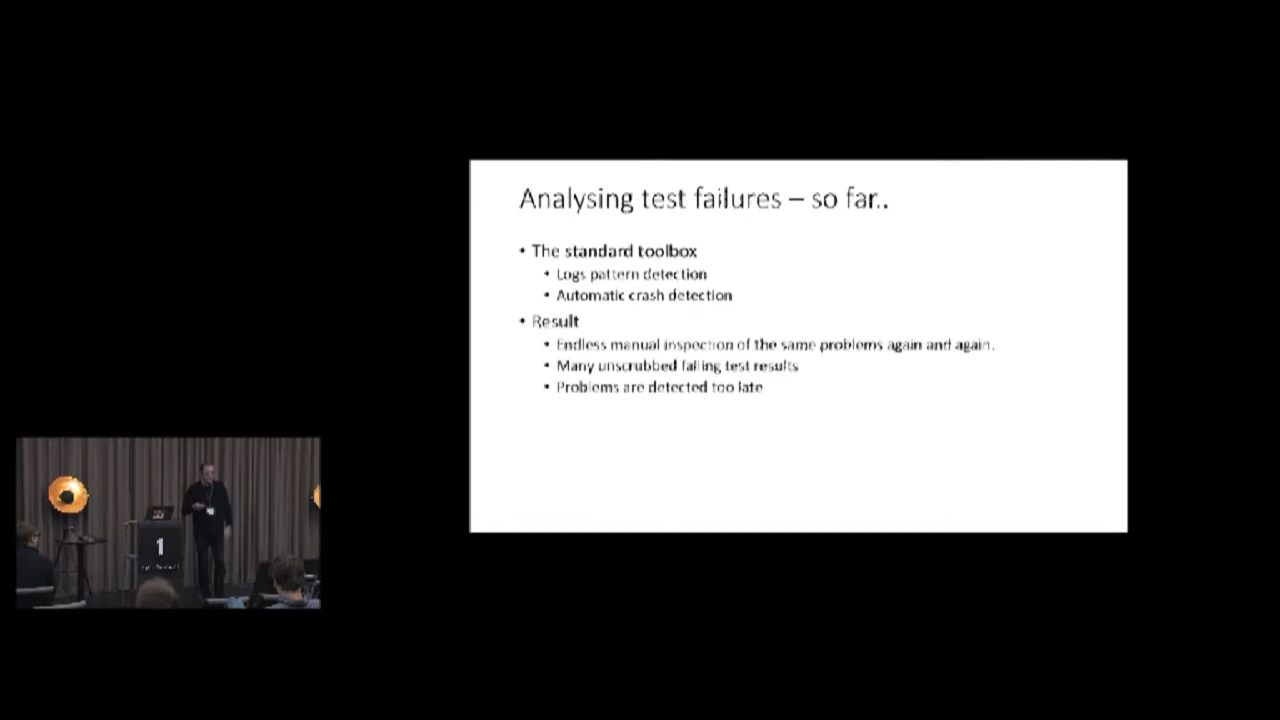 Analysing test failures – so far..
• The standard toolbox
• Logs pattern detection
• Automatic crash detection
• Result
• Endless manual inspection of the same problems again and again.
• Many unscrubbed failing test results
• Problems are detected too late
1